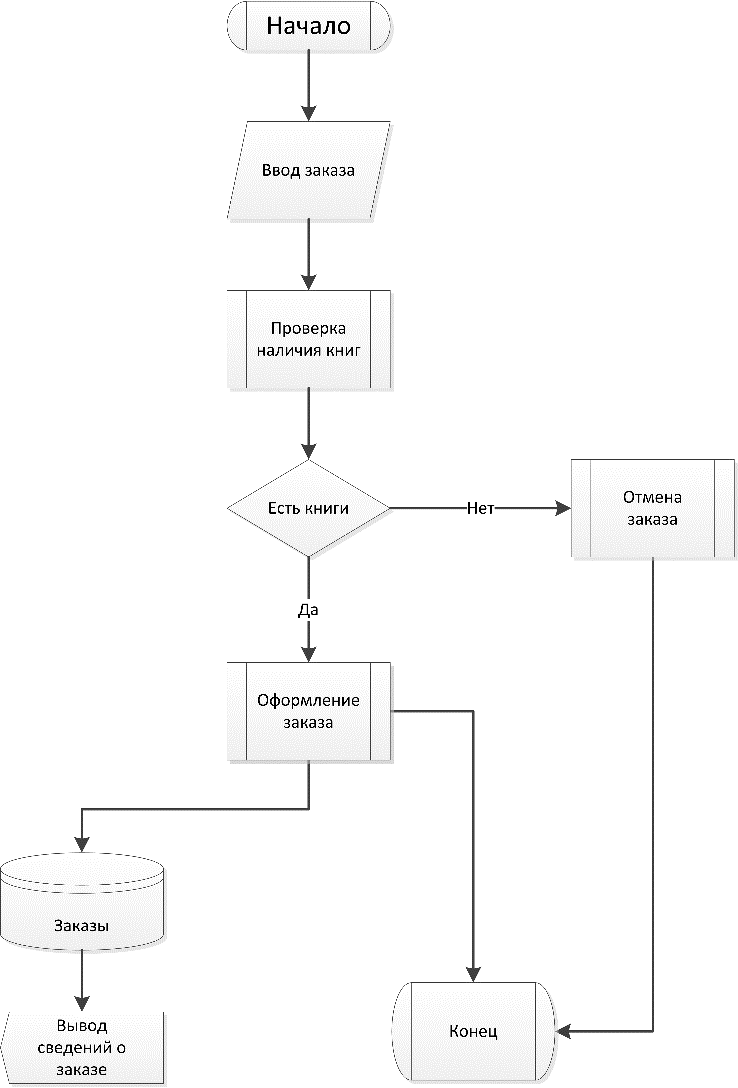 Начало
Ввод заказа
Проверка
наличия книг
Есть книги
Нет
Отмена
заказа
Да
Оформление
заказа
Заказы
Вывод
сведений о
заказе
Конец